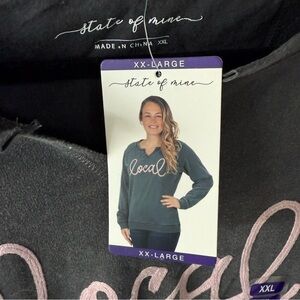 state of mine
MADE IN CHINA XXL
XX-LARGE
state of mine
local
XX-LARGE
local
XXL